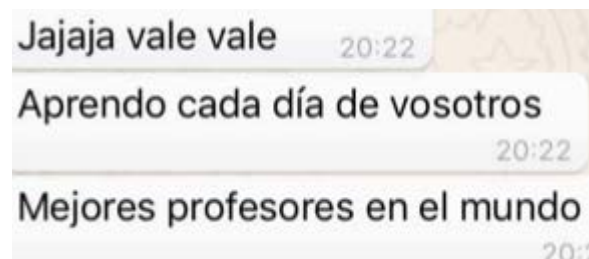 Jajaja vale vale
20:22
Aprendo cada día de vosotros
20:22
Mejores profesores en el mundo